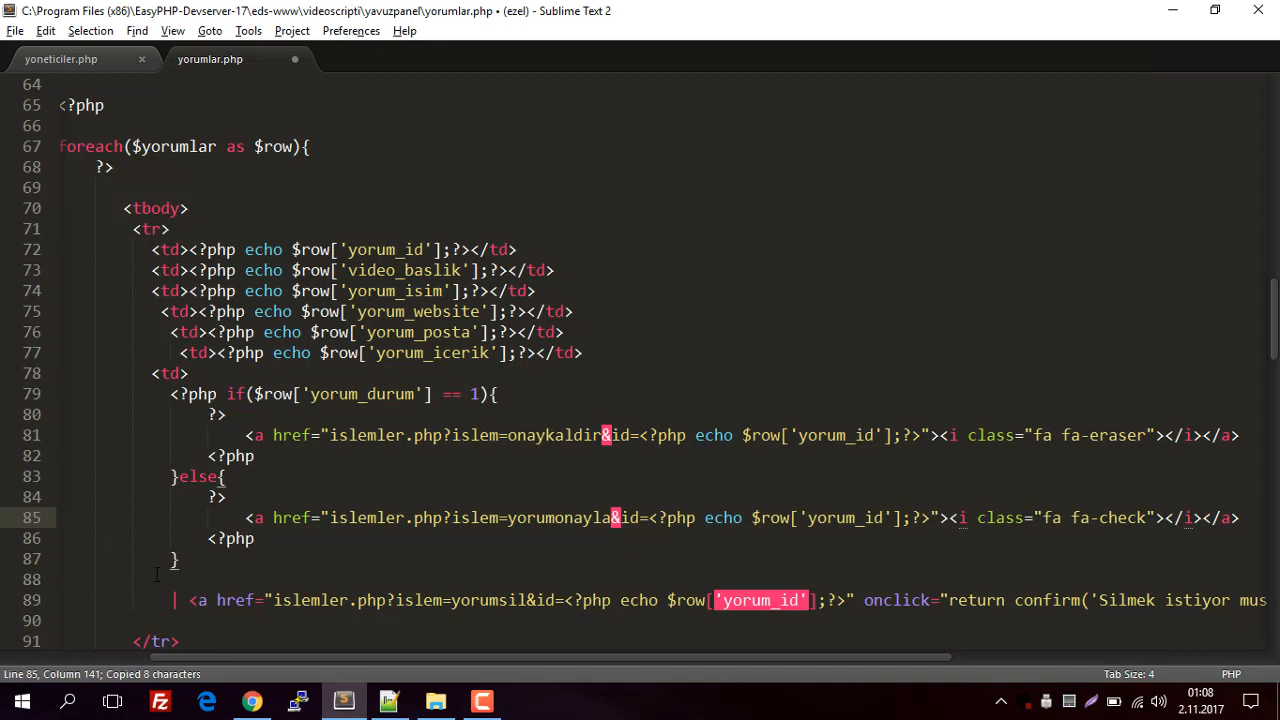 C:\Program Files (x86)\EasyPHP-Devserver-17\eds-www\videoscripti\yavuzpanel\yorumlar.php • (ezel) - Sublime Text 2
File Edit Selection Find View Goto Tools Project Preferences Help
yoneticiler.php × yorumlar.php
64
65 <?php
66
67 foreach($yorumlar as $row){
68 ?>
69
70 <tbody>
71 <tr>
72 <td><?php echo $row['yorum_id'];?></td>
73 <td><?php echo $row['video_baslik'];?></td>
74 <td><?php echo $row['yorum_isim'];?></td>
75 <td><?php echo $row['yorum_website'];?></td>
76 <td><?php echo $row['yorum_posta'];?></td>
77 <td><?php echo $row['yorum_icerik'];?></td>
78 <td>
79 <?php if($row['yorum_durum'] == 1){
80 ?>
81 <a href="islemler.php?islem=onaykaldir&id=<?php echo $row['yorum_id'];?>"><i class="fa fa-eraser"></i></a>
82 <?php
83 }else{
84 ?>
85 <a href="islemler.php?islem=yorumonayla&id=<?php echo $row['yorum_id'];?>"><i class="fa fa-check"></i></a>
86 <?php
87 }
88
89 | <a href="islemler.php?islem=yorumsil&id=<?php echo $row['yorum_id'];?>" onclick="return confirm('Silmek istiyor mus
90
91 </tr>
Line 85, Column 141; Copied 8 characters Tab Size: 4 PHP
01:08
2.11.2017